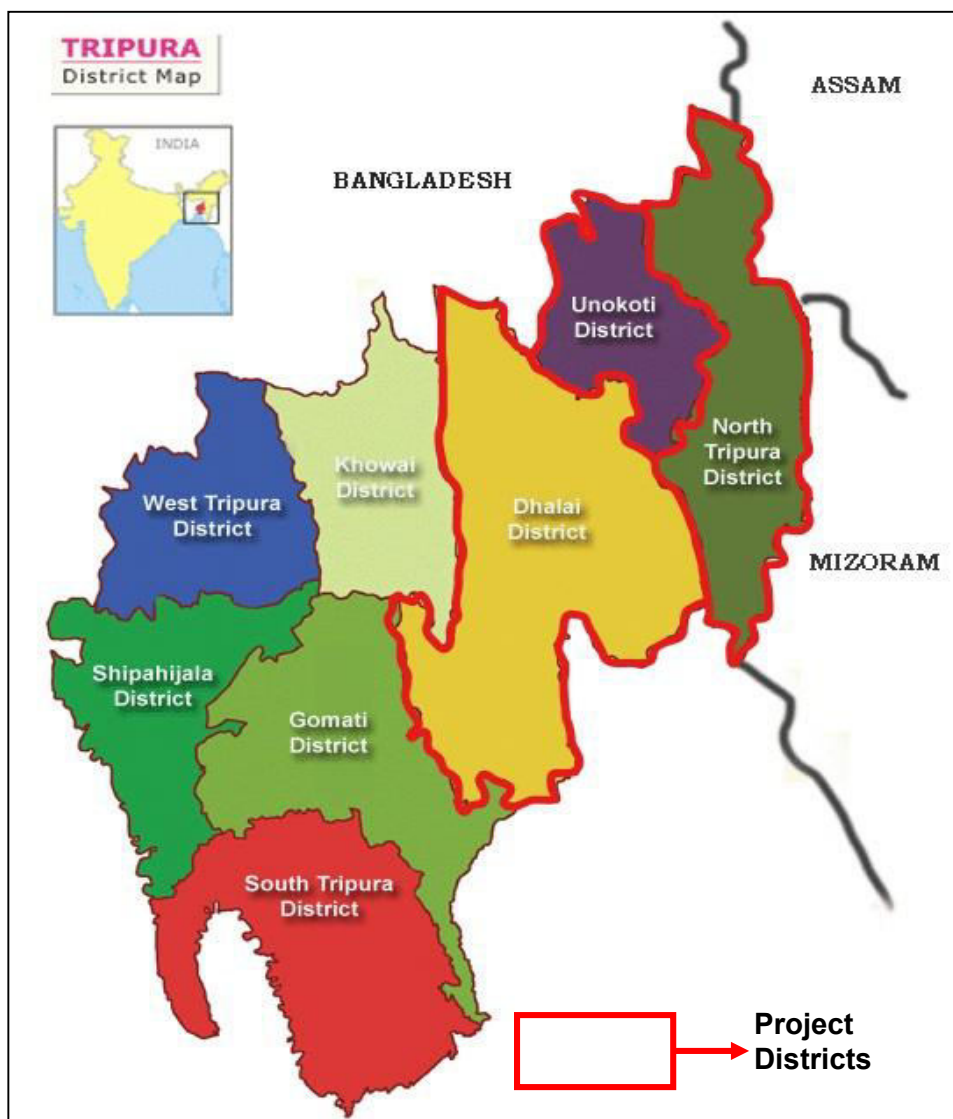 TRIPURA
District Map
INDIA
ASSAM
BANGLADESH
Unokoti
District
North
Tripura
District
Khowai
District
West Tripura
District
Dhalai
District
MIZORAM
Shipahijala
District
Gomati
District
South Tripura
District
Project
Districts